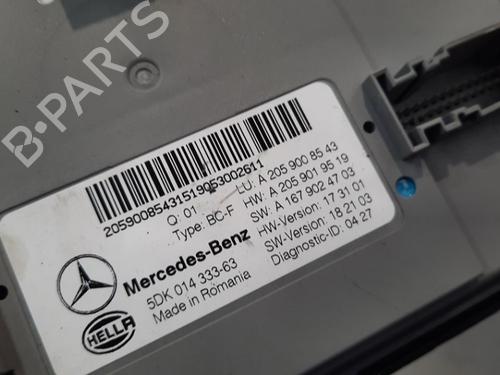 B-PARTS
20590085431519053002611
Q: 01
Type: BC-F
LU: A 205 900 85 43
HW: A 205 901 95 19
SW: A 167 902 47 03
HW-Version: 17 31 01
SW-Version: 18 21 03
Diagnostic-ID: 04 27
Mercedes-Benz
5DK 014 333-63
Made in Romania
HELLA